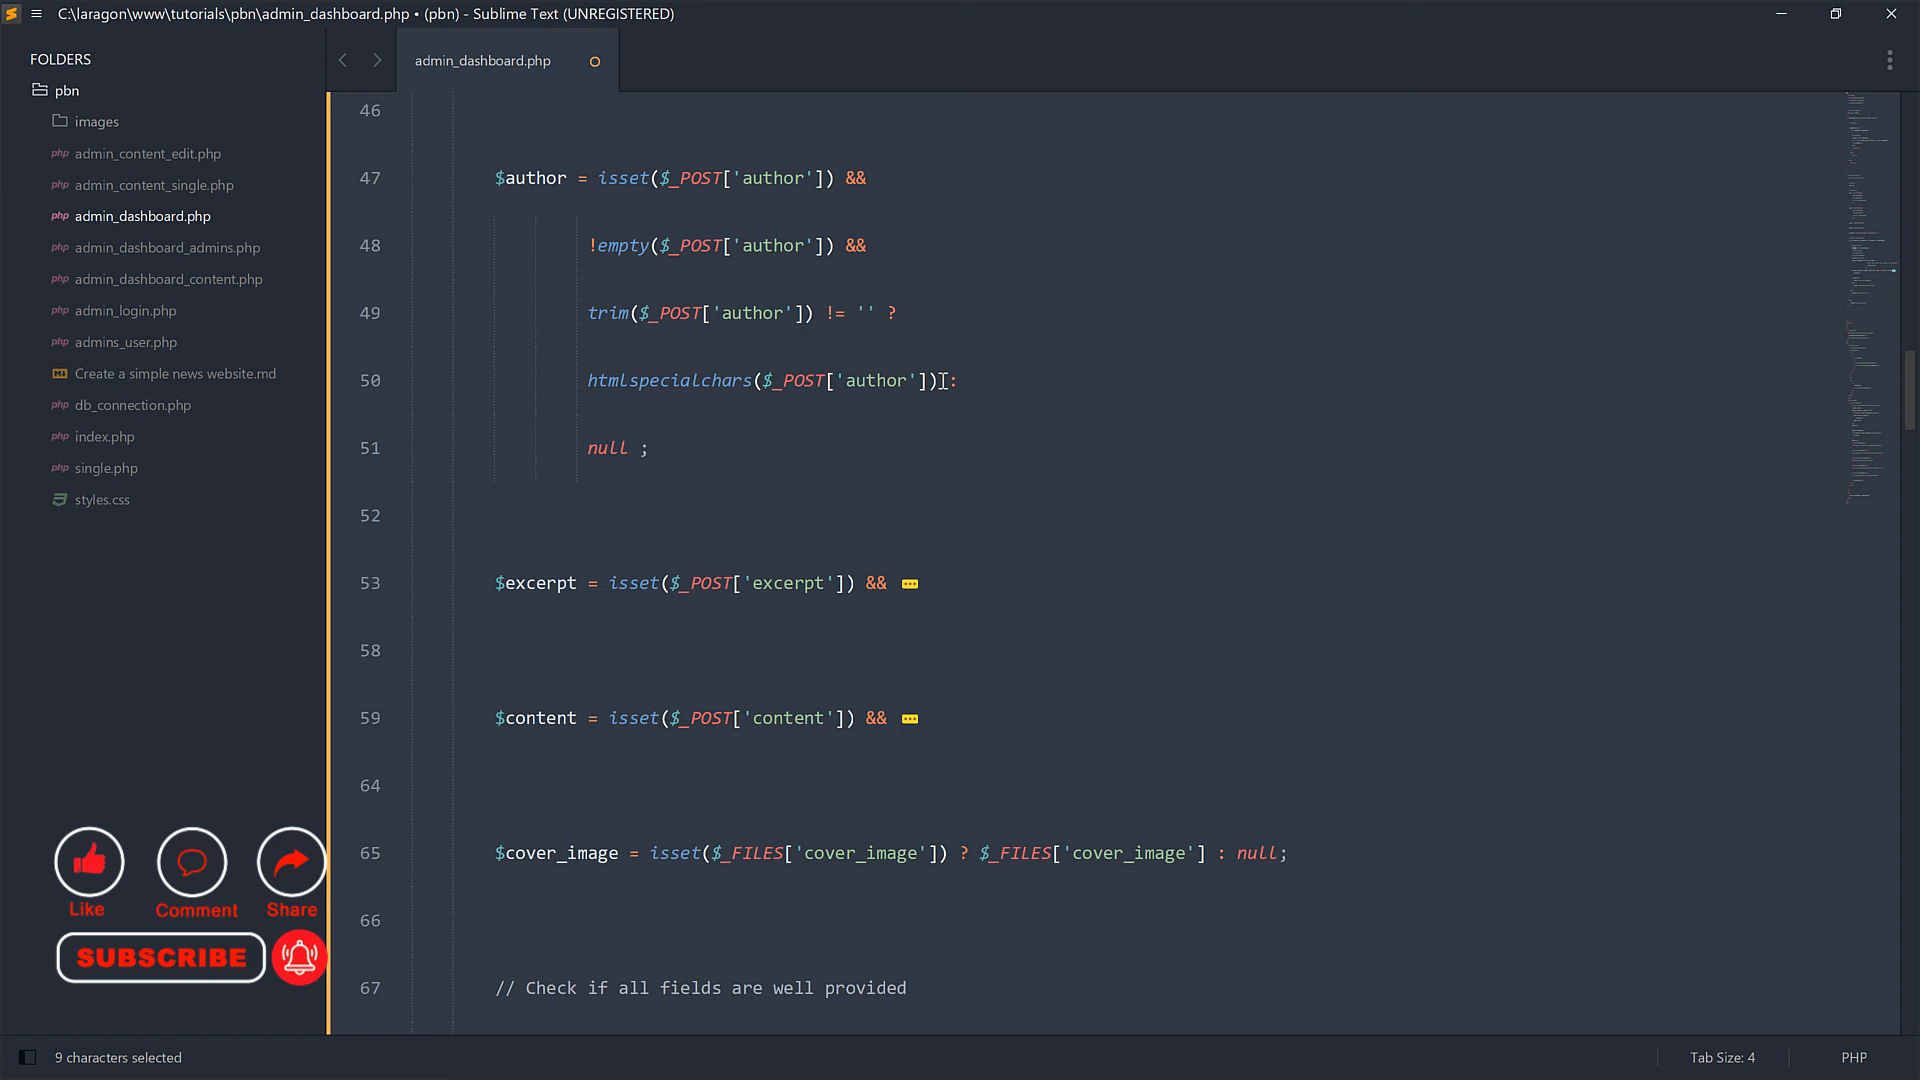 C:\laragon\www\tutorials\pbn\admin_dashboard.php • (pbn) - Sublime Text (UNREGISTERED)
FOLDERS
pbn
images
php admin_content_edit.php
php admin_content_single.php
php admin_dashboard.php
php admin_dashboard_admins.php
php admin_dashboard_content.php
php admin_login.php
php admins_user.php
Create a simple news website.md
php db_connection.php
php index.php
php single.php
styles.css
Like
Comment
Share
SUBSCRIBE
admin_dashboard.php
46
47 $author = isset($_POST['author']) &&
48 !empty($_POST['author']) &&
49 trim($_POST['author']) != '' ?
50 htmlspecialchars($_POST['author']) :
51 null ;
52
53 $excerpt = isset($_POST['excerpt']) && ...
58
59 $content = isset($_POST['content']) && ...
64
65 $cover_image = isset($_FILES['cover_image']) ? $_FILES['cover_image'] : null;
66
67 // Check if all fields are well provided
9 characters selected
Tab Size: 4
PHP